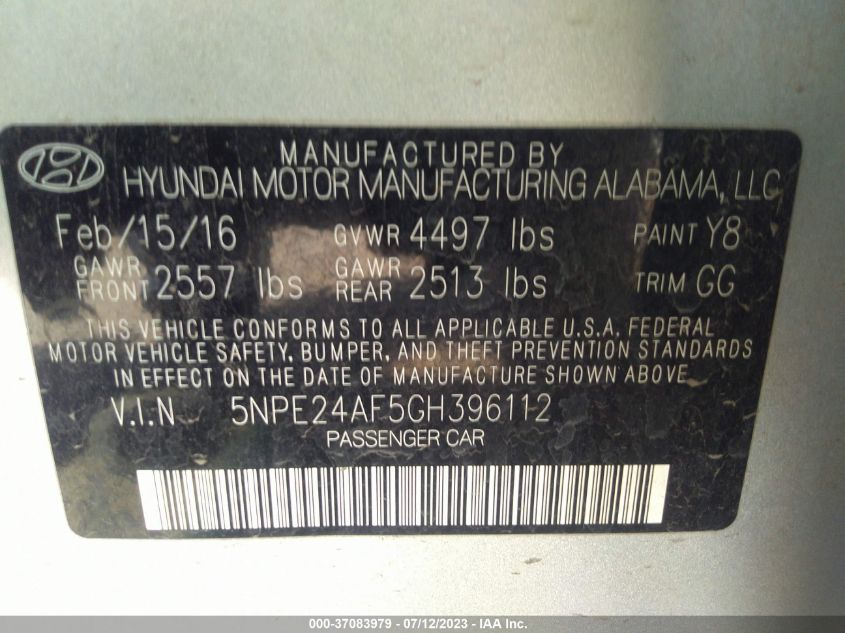 MANUFACTURED BY
HYUNDAI MOTOR MANUFACTURING ALABAMA, LLC
Feb/15/16 GVWR 4497 lbs PAINT Y8
GAWR FRONT 2557 lbs GAWR REAR 2513 lbs TRIM GG
THIS VEHICLE CONFORMS TO ALL APPLICABLE U.S.A. FEDERAL
MOTOR VEHICLE SAFETY, BUMPER, AND THEFT PREVENTION STANDARDS
IN EFFECT ON THE DATE OF MANUFACTURE SHOWN ABOVE.
V.I.N 5NPE24AF5GH396112
PASSENGER CAR
000-37083979 - 07/12/2023 - IAA Inc.